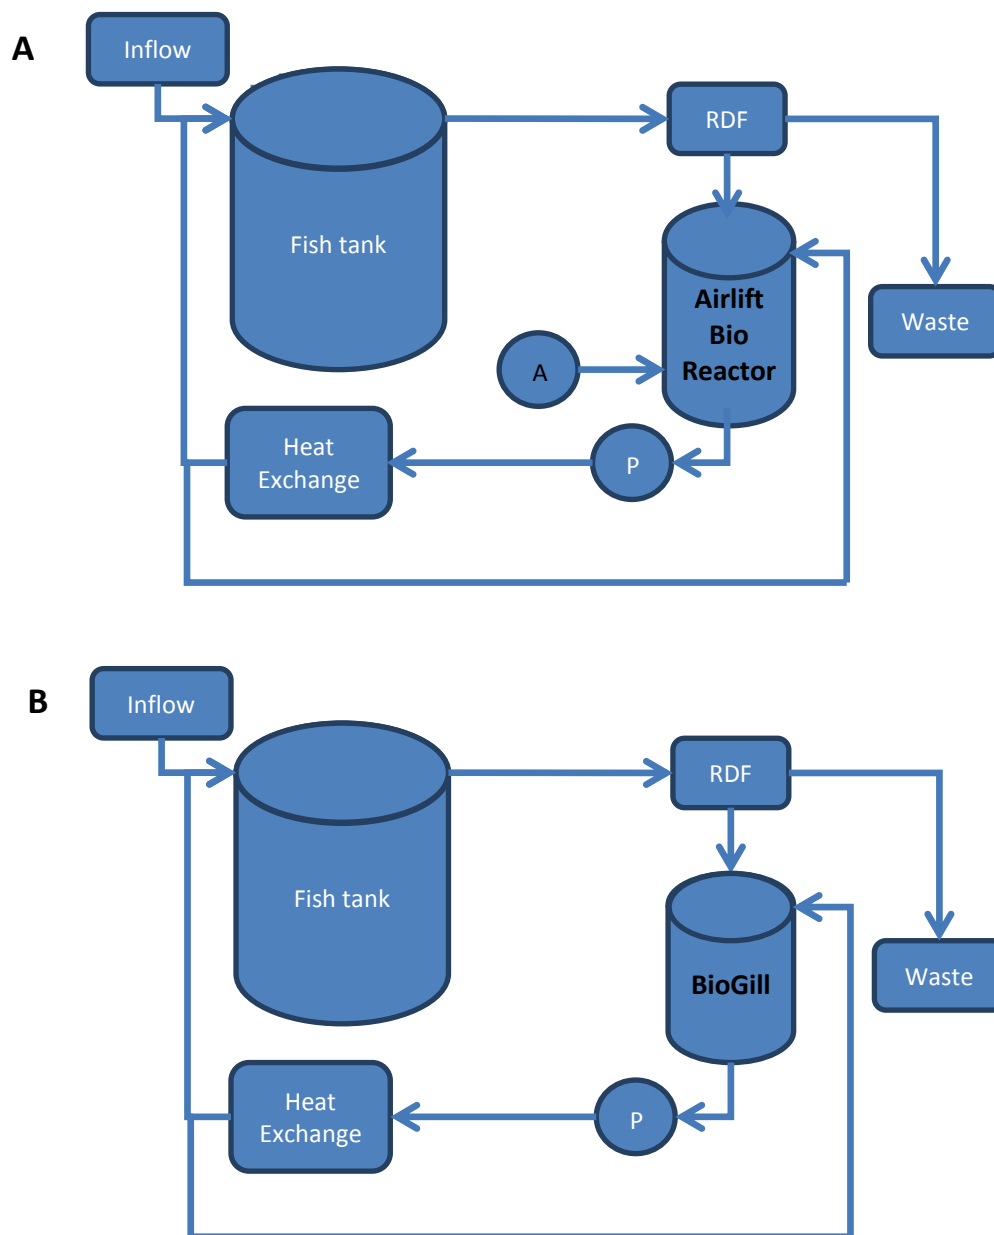 A
Inflow
RDF
Fish tank
Airlift
Bio
Reactor
Waste
A
Heat
Exchange
P
B
Inflow
RDF
Fish tank
BioGill
Waste
Heat
Exchange
P